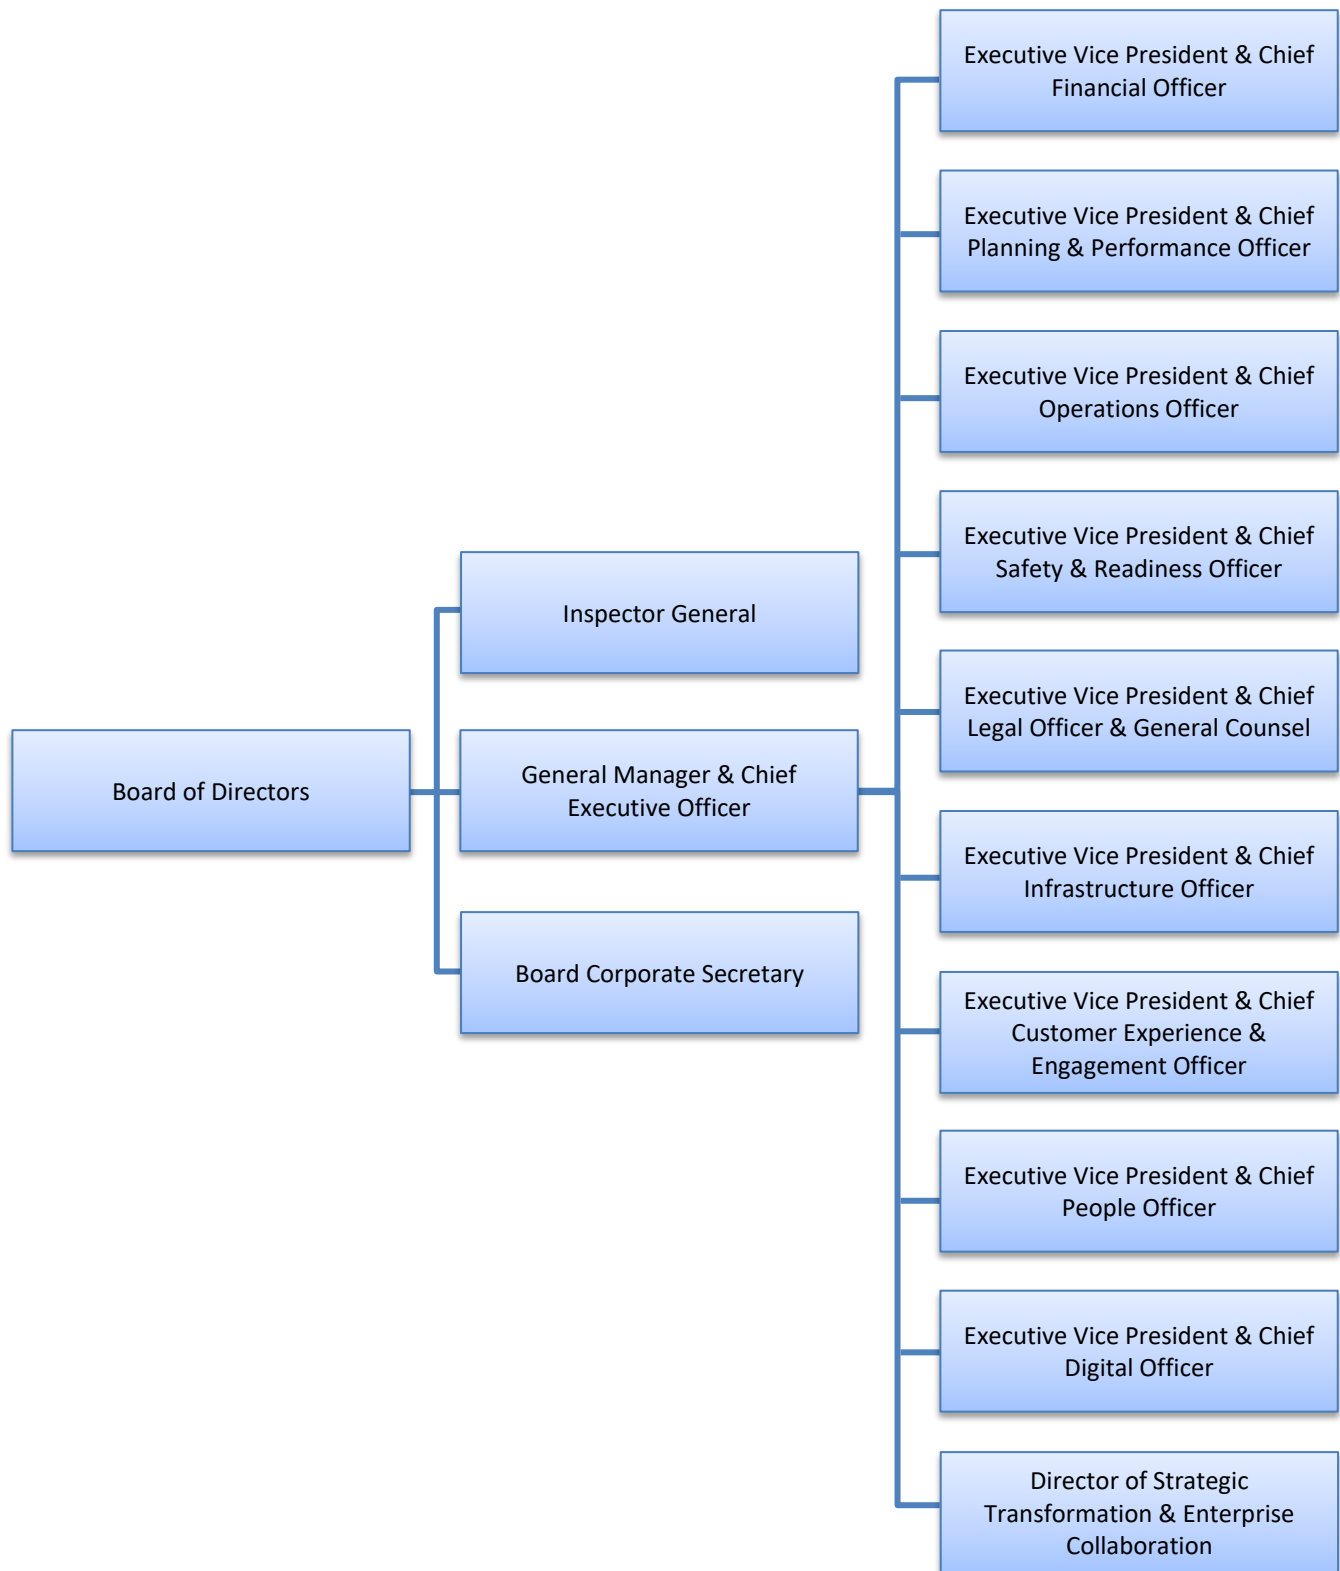 Board of Directors
Inspector General
General Manager & Chief
Executive Officer
Board Corporate Secretary
Executive Vice President & Chief
Financial Officer
Executive Vice President & Chief
Planning & Performance Officer
Executive Vice President & Chief
Operations Officer
Executive Vice President & Chief
Safety & Readiness Officer
Executive Vice President & Chief
Legal Officer & General Counsel
Executive Vice President & Chief
Infrastructure Officer
Executive Vice President & Chief
Customer Experience &
Engagement Officer
Executive Vice President & Chief
People Officer
Executive Vice President & Chief
Digital Officer
Director of Strategic
Transformation & Enterprise
Collaboration